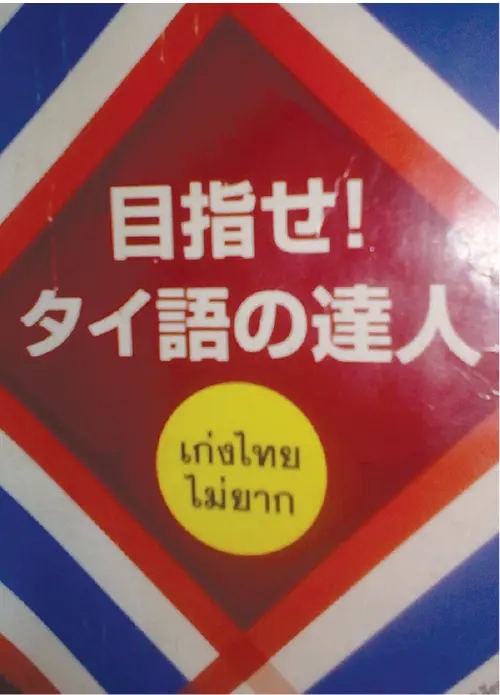 目指せ!
タイ語の達人
เก่งไทย
ไม่ยาก